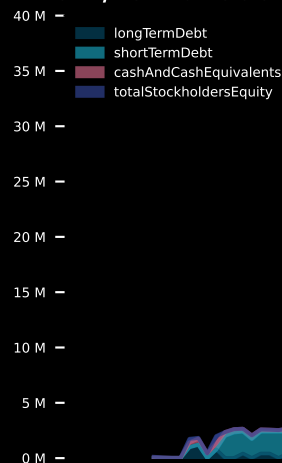 40 M
longTermDebt
shortTermDebt
35 M
cashAndCashEquivalents
totalStockholdersEquity
30 M
25 M
20 M
15 M
10 M
5 M
0 M